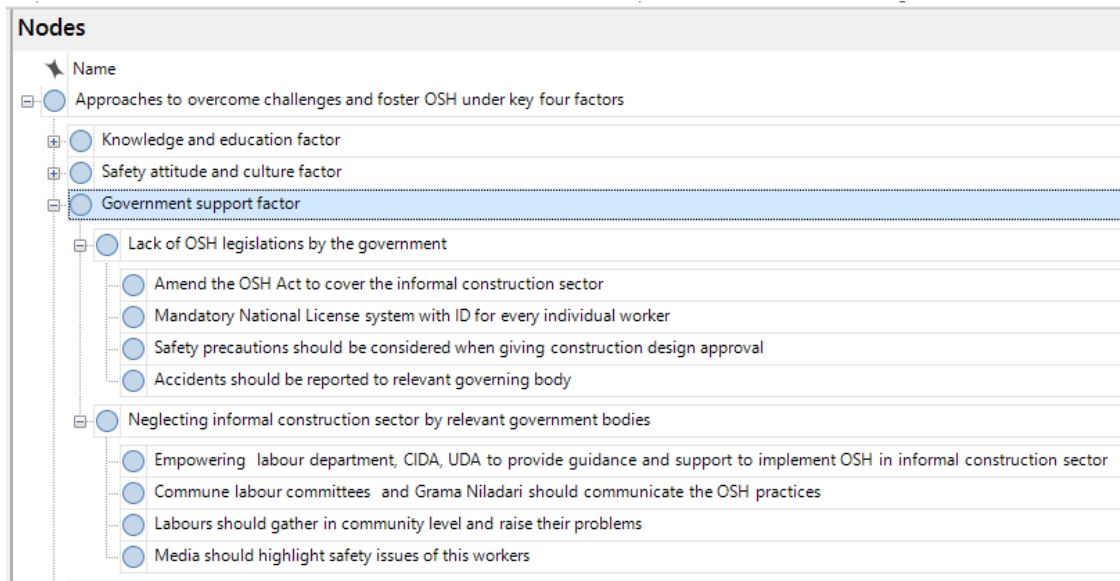 Nodes
Name
Approaches to overcome challenges and foster OSH under key four factors
Knowledge and education factor
Safety attitude and culture factor
Government support factor
Lack of OSH legislations by the government
Amend the OSH Act to cover the informal construction sector
Mandatory National License system with ID for every individual worker
Safety precautions should be considered when giving construction design approval
Accidents should be reported to relevant governing body
Neglecting informal construction sector by relevant government bodies
Empowering  labour department, CIDA, UDA to provide guidance and support to implement OSH in informal construction sector
Commune labour committees  and Grama Niladari should communicate the OSH practices
Labours should gather in community level and raise their problems
Media should highlight safety issues of this workers